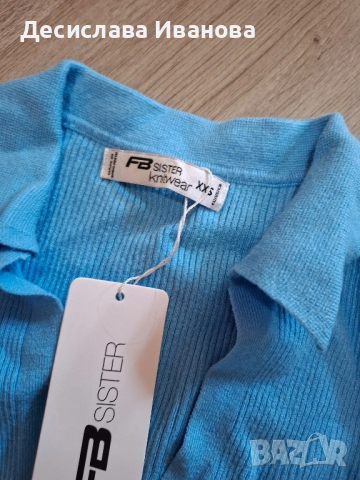 Десислава Иванова
FB SISTER
knitwear
XXS
FB SISTER
BAZAR